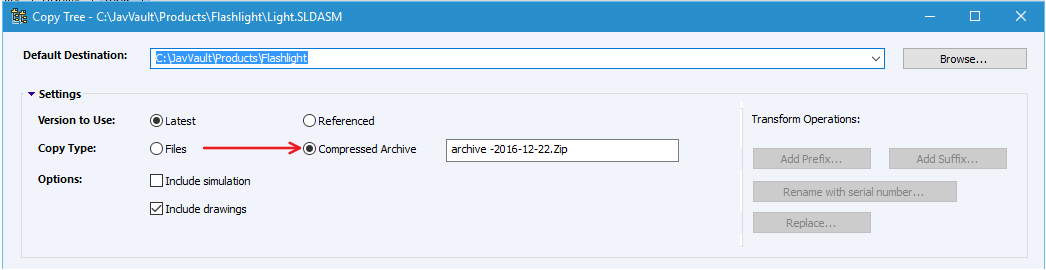 Copy Tree - C:\JavVault\Products\Flashlight\Light.SLDASM
Default Destination: C:\JavVault\Products\Flashlight Browse...
Settings
Version to Use: Latest Referenced
Transform Operations:
Copy Type: Files Compressed Archive archive -2016-12-22.Zip
Add Prefix... Add Suffix...
Options: Include simulation
Rename with serial number...
Include drawings
Replace...